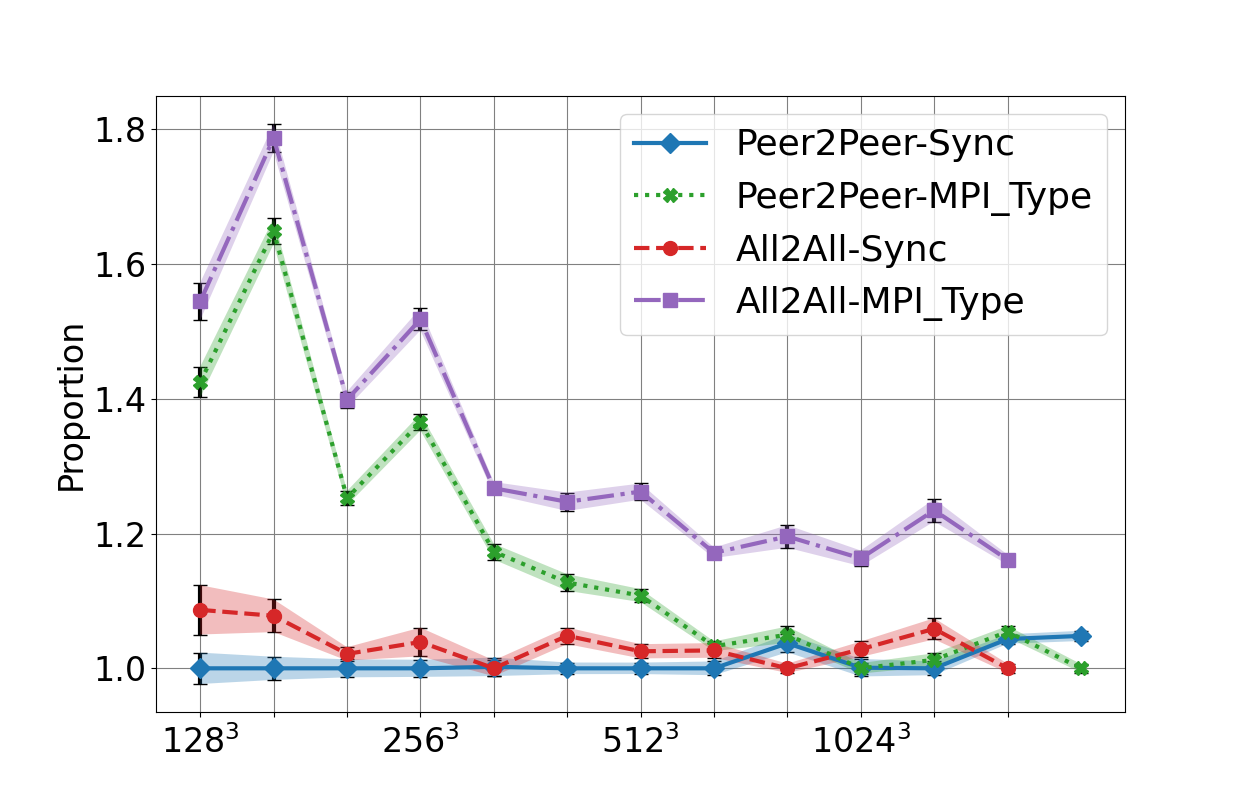 Proportion
1.8
1.6
1.4
1.2
1.0
128³
256³
512³
1024³
Peer2Peer-Sync
Peer2Peer-MPI_Type
All2All-Sync
All2All-MPI_Type